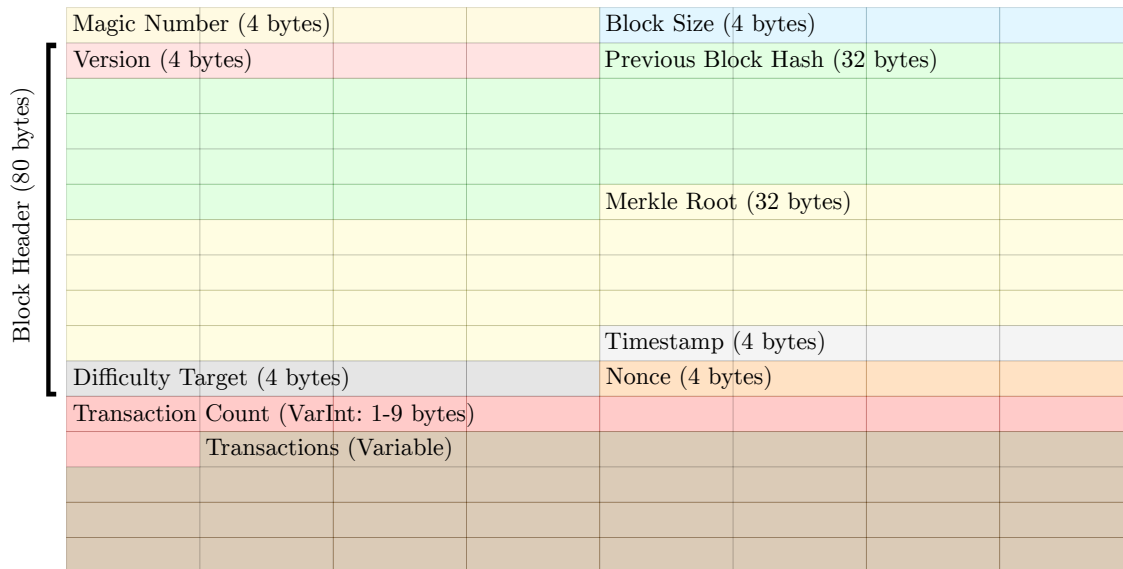 Magic Number (4 bytes)
Block Size (4 bytes)
Version (4 bytes)
Previous Block Hash (32 bytes)
Block Header (80 bytes)
Merkle Root (32 bytes)
Timestamp (4 bytes)
Difficulty Target (4 bytes)
Nonce (4 bytes)
Transaction Count (VarInt: 1-9 bytes)
Transactions (Variable)